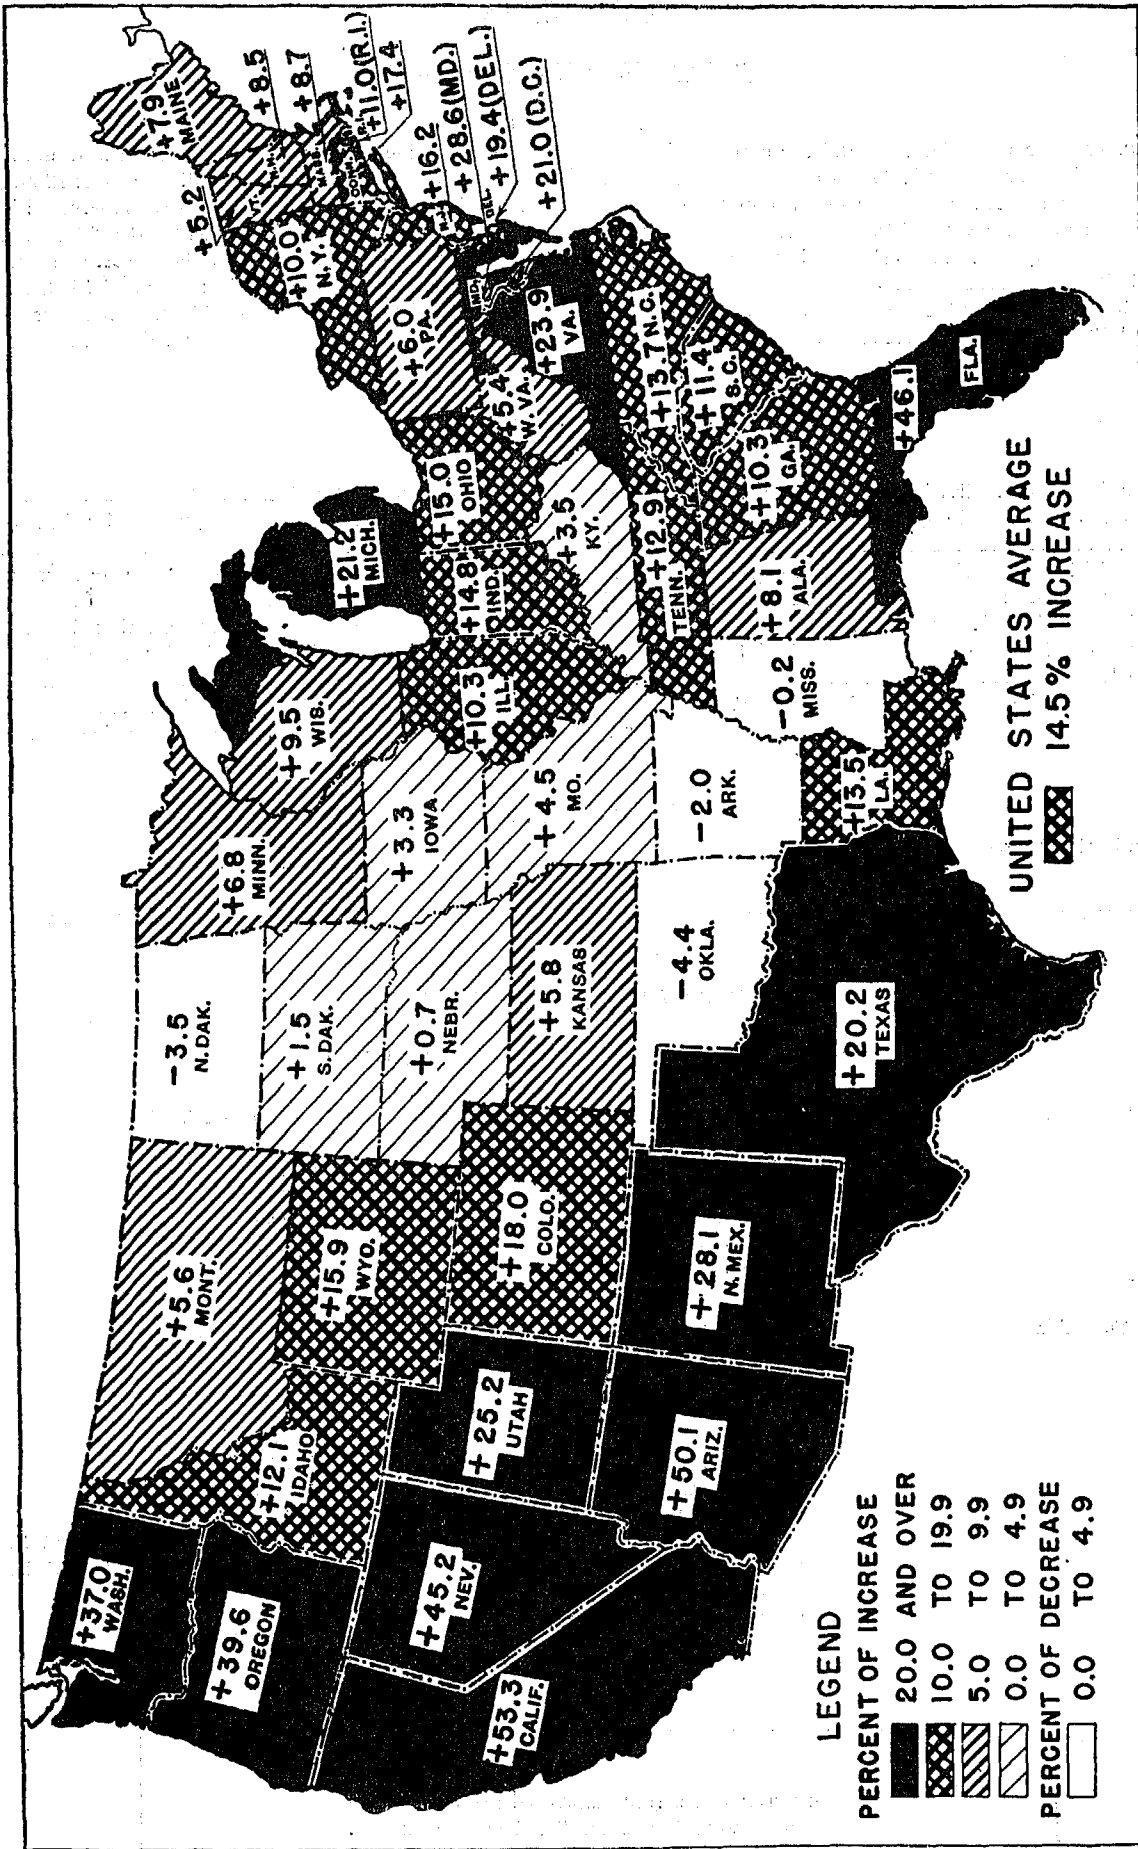 +37.0
WASH.
+39.6
OREGON
+53.3
CALIF.
+45.2
NEV.
+12.1
IDAHO
+5.6
MONT.
+15.9
WYO.
+25.2
UTAH
+50.1
ARIZ.
+18.0
COLO.
+28.1
N. MEX.
-3.5
N. DAK.
+1.5
S. DAK.
+0.7
NEBR.
+5.8
KANSAS
-4.4
OKLA.
+20.2
TEXAS
+6.8
MINN.
+3.3
IOWA
+4.5
MO.
-2.0
ARK.
+13.5
LA.
+9.5
WIS.
+10.3
ILL.
+21.2
MICH.
+14.8
IND.
+15.0
OHIO
+3.5
KY.
+12.9
TENN.
-0.2
MISS.
+8.1
ALA.
+10.3
GA.
+46.1
FLA.
+11.4
S.C.
+13.7 N.C.
+23.9
VA.
+5.4
W. VA.
+6.0
PA.
+10.0
N.Y.
+5.2
VT.
+7.9
MAINE
+8.5
N.H.
+8.7
MASS.
+11.0 (R.I.)
R.I.
+17.4
CONN.
+16.2
N.J.
+28.6 (MD.)
MD.
+19.4 (DEL.)
DEL.
+21.0 (D.C.)
LEGEND
PERCENT OF INCREASE
20.0 AND OVER
10.0 TO 19.9
5.0 TO 9.9
0.0 TO 4.9
PERCENT OF DECREASE
0.0 TO 4.9
UNITED STATES AVERAGE
14.5% INCREASE